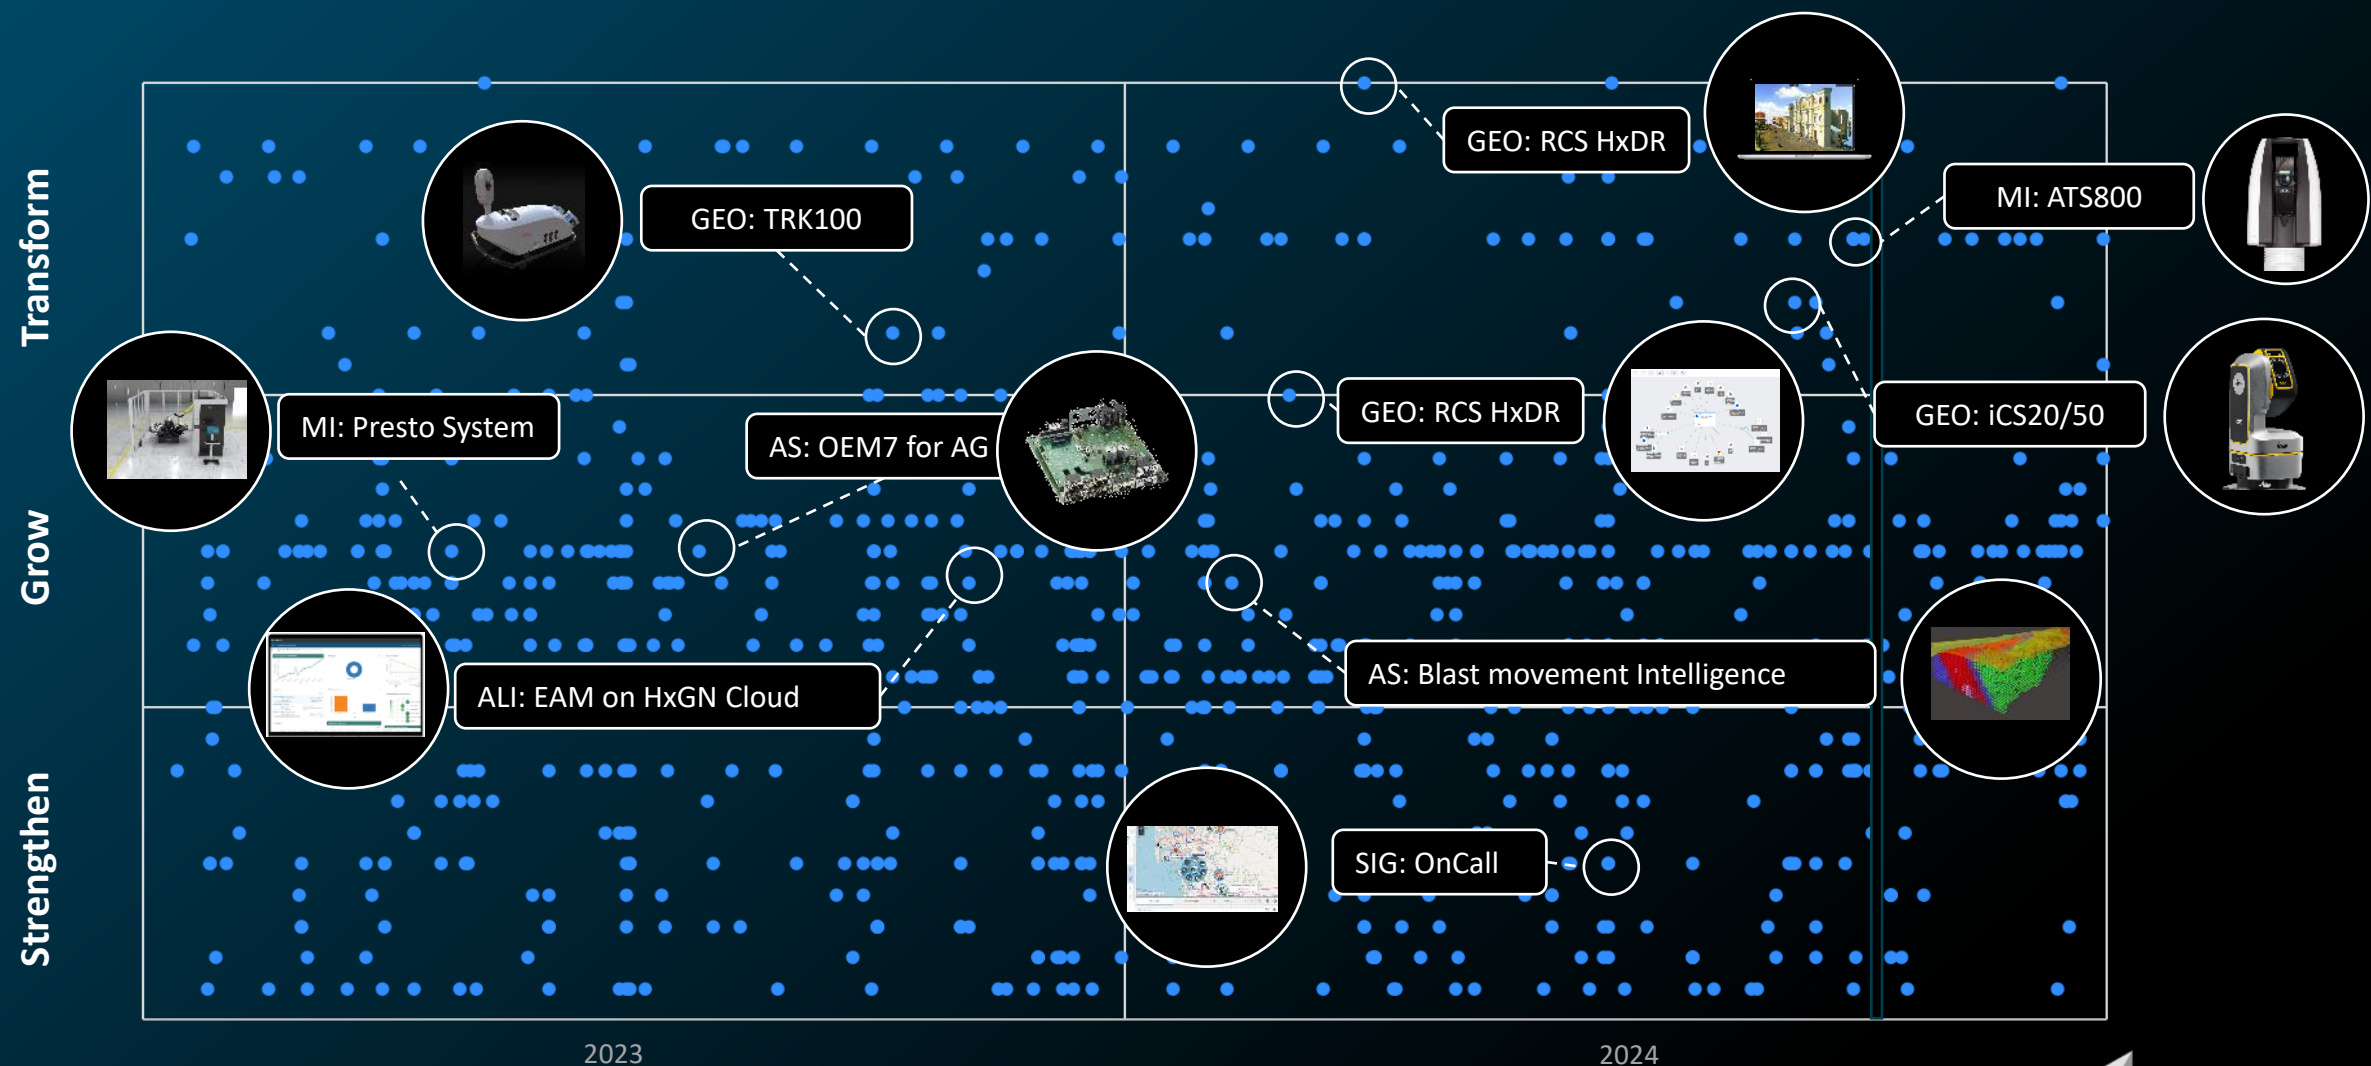 Transform
GEO: RCS HxDR
MI: ATS800
GEO: TRK100
GEO: iCS20/50
GEO: RCS HxDR
MI: Presto System
AS: OEM7 for AG
Grow
AS: Blast movement Intelligence
ALI: EAM on HxGN Cloud
Strengthen
SIG: OnCall
2023
2024